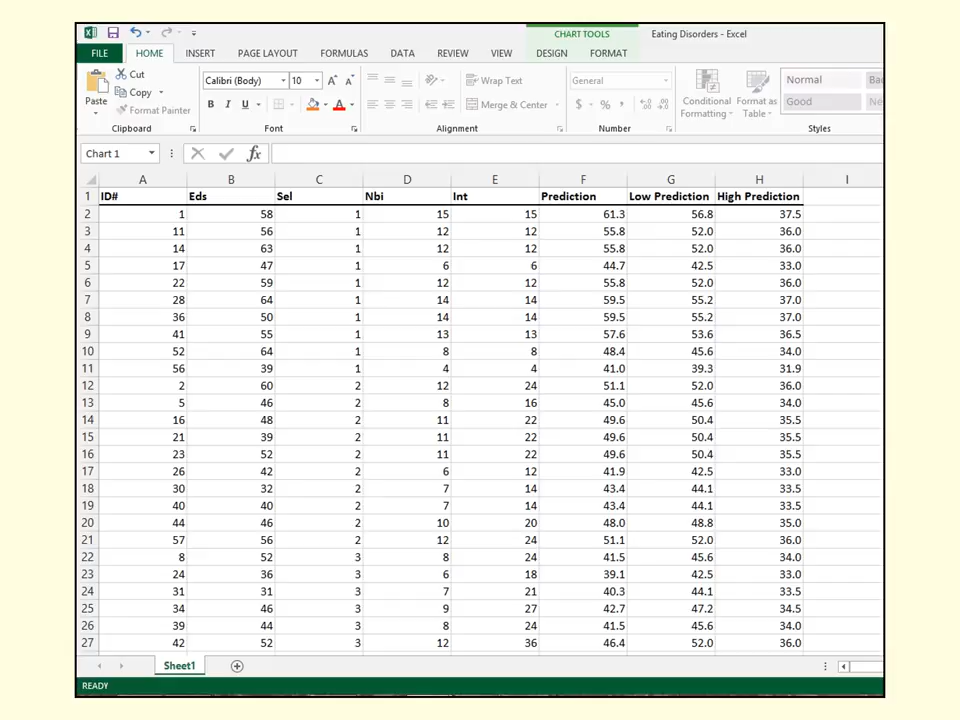 CHART TOOLS Eating Disorders - Excel
FILE HOME INSERT PAGE LAYOUT FORMULAS DATA REVIEW VIEW DESIGN FORMAT
Cut Calibri (Body) 10 Wrap Text General Normal
Paste Copy B I U Merge & Center $ % Conditional Format as Good
Format Painter Formatting Table
Clipboard Font Alignment Number Styles
Chart 1 fx
A B C D E F G H I
1 ID# Eds Sel Nbi Int Prediction Low Prediction High Prediction
2 1 58 1 15 15 61.3 56.8 37.5
3 11 56 1 12 12 55.8 52.0 36.0
4 14 63 1 12 12 55.8 52.0 36.0
5 17 47 1 6 6 44.7 42.5 33.0
6 22 59 1 12 12 55.8 52.0 36.0
7 28 64 1 14 14 59.5 55.2 37.0
8 36 50 1 14 14 59.5 55.2 37.0
9 41 55 1 13 13 57.6 53.6 36.5
10 52 64 1 8 8 48.4 45.6 34.0
11 56 39 1 4 4 41.0 39.3 31.9
12 2 60 2 12 24 51.1 52.0 36.0
13 5 46 2 8 16 45.0 45.6 34.0
14 16 48 2 11 22 49.6 50.4 35.5
15 21 39 2 11 22 49.6 50.4 35.5
16 23 52 2 11 22 49.6 50.4 35.5
17 26 42 2 6 12 41.9 42.5 33.0
18 30 32 2 7 14 43.4 44.1 33.5
19 40 40 2 7 14 43.4 44.1 33.5
20 44 46 2 10 20 48.0 48.8 35.0
21 57 56 2 12 24 51.1 52.0 36.0
22 8 52 3 8 24 41.5 45.6 34.0
23 24 36 3 6 18 39.1 42.5 33.0
24 31 31 3 7 21 40.3 44.1 33.5
25 34 46 3 9 27 42.7 47.2 34.5
26 39 44 3 8 24 41.5 45.6 34.0
27 42 52 3 12 36 46.4 52.0 36.0
Sheet1
READY